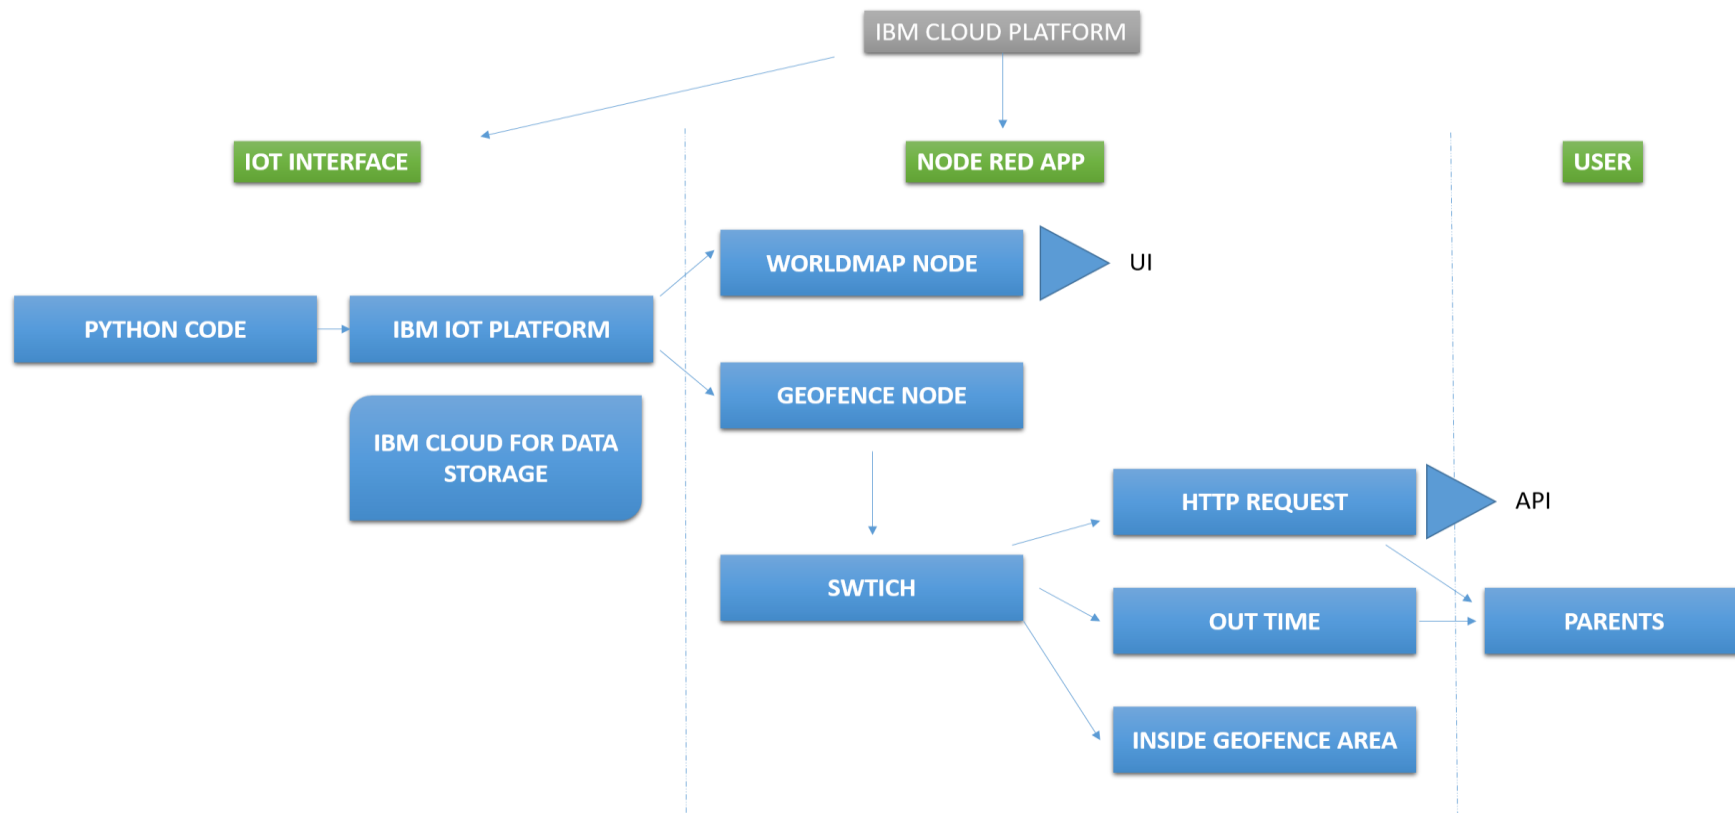 IBM CLOUD PLATFORM
IOT INTERFACE
NODE RED APP
USER
WORLDMAP NODE
UI
PYTHON CODE
IBM IOT PLATFORM
GEOFENCE NODE
IBM CLOUD FOR DATA
STORAGE
HTTP REQUEST
API
SWTICH
OUT TIME
PARENTS
INSIDE GEOFENCE AREA